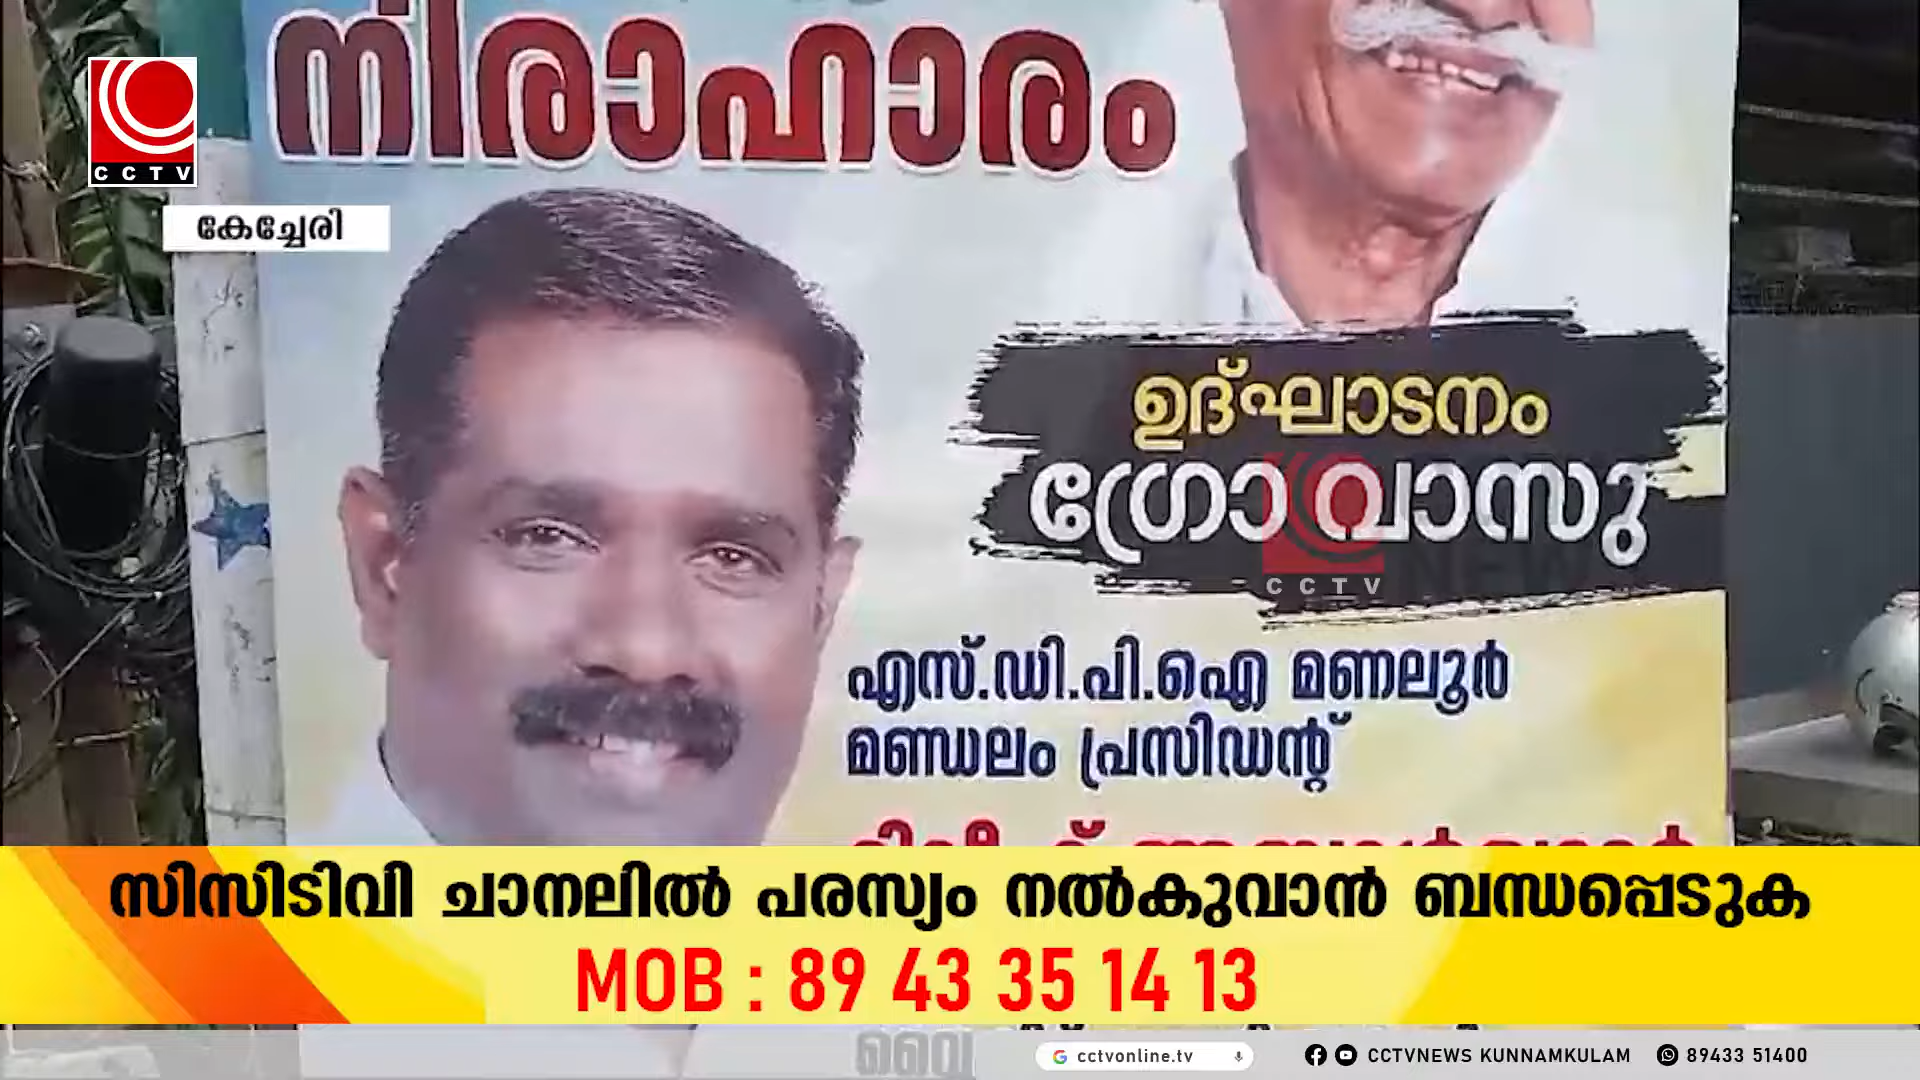 നിരാഹാരം
CCTV
കേച്ചേരി
ഉദ്ഘാടനം
ഗ്രോ വാസു
CCTV NEW
എസ്.ഡി.പി.ഐ മണലൂർ
മണ്ഡലം പ്രസിഡന്റ്
സിസിടിവി ചാനലിൽ പരസ്യം നൽകുവാൻ ബന്ധപ്പെടുക
MOB : 89 43 35 14 13
cctvonline.tv
CCTVNEWS KUNNAMKULAM
89433 51400